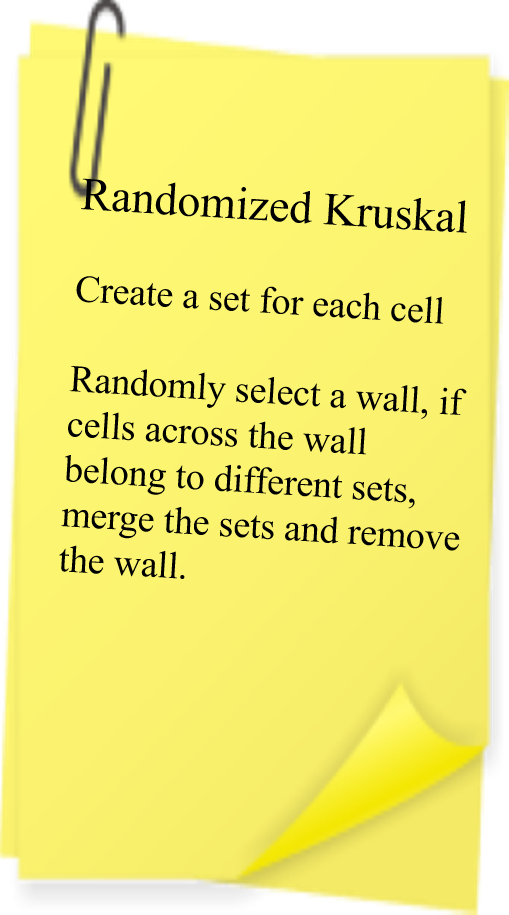 Randomized Kruskal
Create a set for each cell
Randomly select a wall, if
cells across the wall
belong to different sets,
merge the sets and remove
the wall.